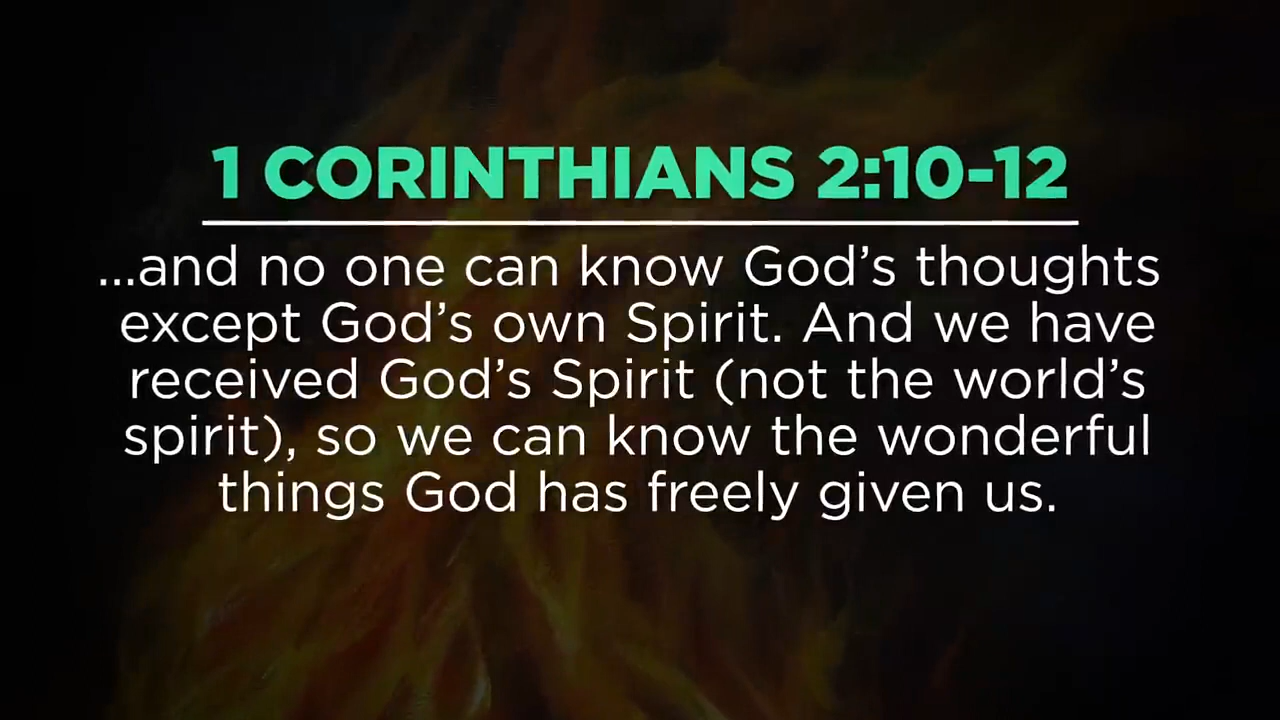 1 CORINTHIANS 2:10-12
...and no one can know God’s thoughts
except God’s own Spirit. And we have
received God’s Spirit (not the world’s
spirit), so we can know the wonderful
things God has freely given us.